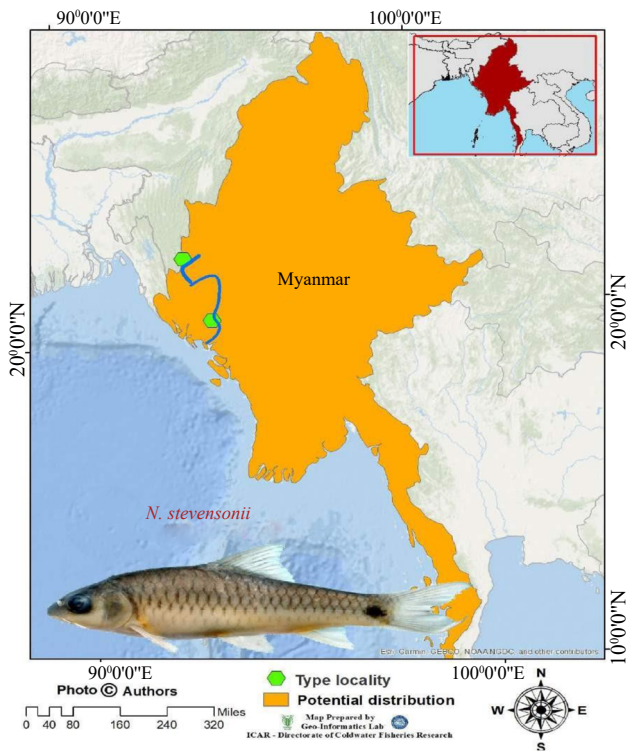 90⁰0'0"E
100⁰0'0"E
Myanmar
20⁰0'0"N
20⁰0'0"N
N. stevensonii
10⁰0'0"N
Esri, Garmin, GEBCO, NOAA NGDC, and other contributors
90⁰0'0"E
100⁰0'0"E
Photo © Authors
Type locality
Potential distribution
0 40 80 160 240 320 Miles
Map Prepared by
Geo-Informatics Lab
ICAR - Directorate of Coldwater Fisheries Research
N
W E
S